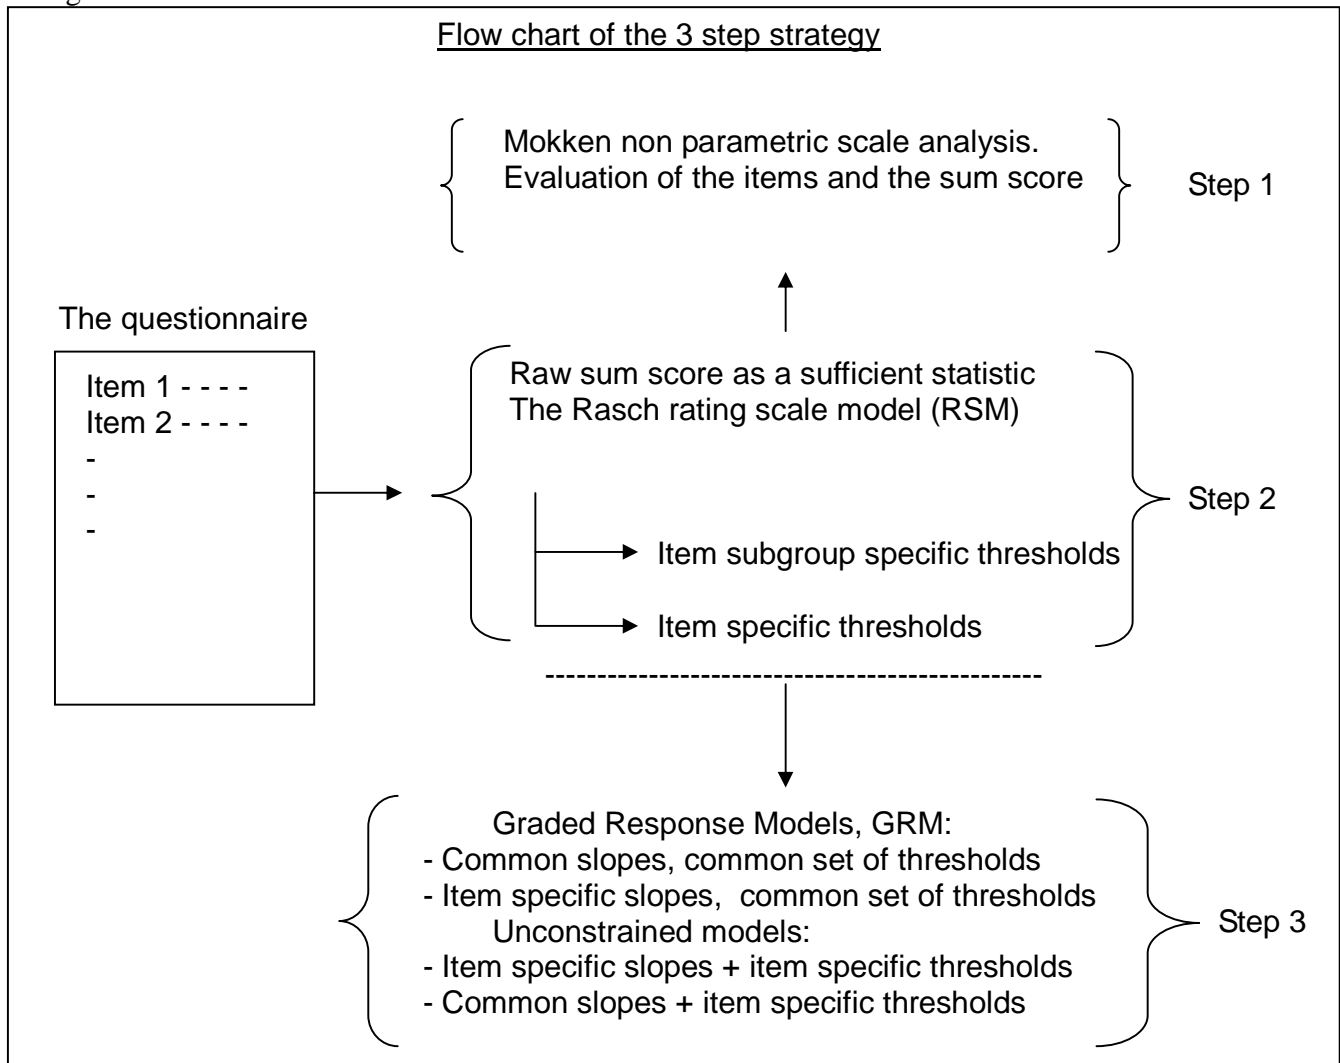 Flow chart of the 3 step strategy
Mokken non parametric scale analysis.
Evaluation of the items and the sum score
Step 1
The questionnaire
Item 1 - - - -
Item 2 - - - -
-
-
-
Raw sum score as a sufficient statistic
The Rasch rating scale model (RSM)
Item subgroup specific thresholds
Item specific thresholds
Step 2
------------------------------------------------
Graded Response Models, GRM:
- Common slopes, common set of thresholds
- Item specific slopes,  common set of thresholds
Unconstrained models:
- Item specific slopes + item specific thresholds
- Common slopes + item specific thresholds
Step 3